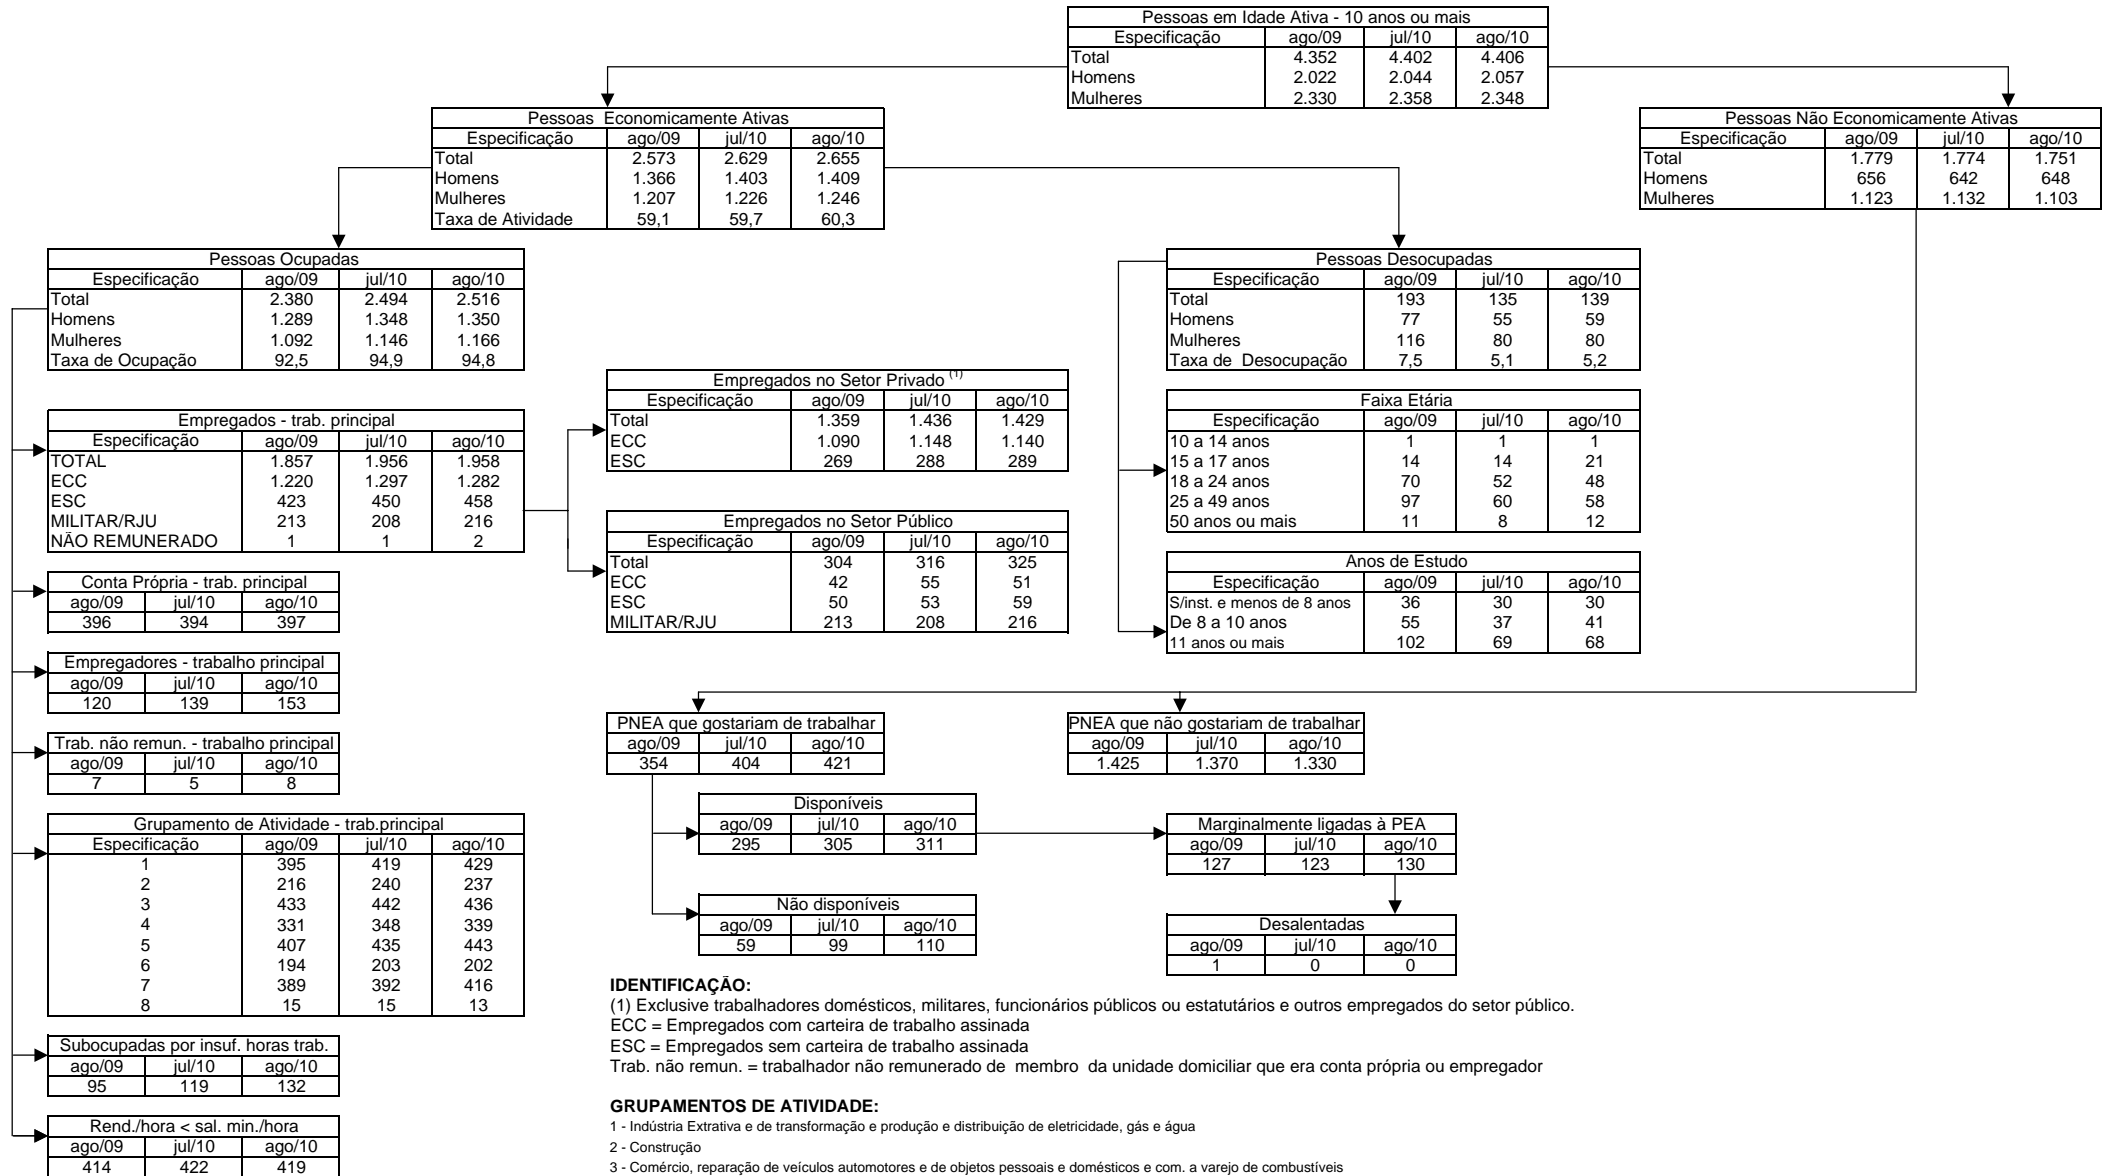 Pessoas em Idade Ativa - 10 anos ou mais
Especificação ago/09 jul/10 ago/10
Total 4.352 4.402 4.406
Homens 2.022 2.044 2.057
Mulheres 2.330 2.358 2.348
Pessoas Economicamente Ativas
Especificação ago/09 jul/10 ago/10
Total 2.573 2.629 2.655
Homens 1.366 1.403 1.409
Mulheres 1.207 1.226 1.246
Taxa de Atividade 59,1 59,7 60,3
Pessoas Não Economicamente Ativas
Especificação ago/09 jul/10 ago/10
Total 1.779 1.774 1.751
Homens 656 642 648
Mulheres 1.123 1.132 1.103
Pessoas Ocupadas
Especificação ago/09 jul/10 ago/10
Total 2.380 2.494 2.516
Homens 1.289 1.348 1.350
Mulheres 1.092 1.146 1.166
Taxa de Ocupação 92,5 94,9 94,8
Pessoas Desocupadas
Especificação ago/09 jul/10 ago/10
Total 193 135 139
Homens 77 55 59
Mulheres 116 80 80
Taxa de Desocupação 7,5 5,1 5,2
Empregados - trab. principal
Especificação ago/09 jul/10 ago/10
TOTAL 1.857 1.956 1.958
ECC 1.220 1.297 1.282
ESC 423 450 458
MILITAR/RJU 213 208 216
NÃO REMUNERADO 1 1 2
Empregados no Setor Privado (1)
Especificação ago/09 jul/10 ago/10
Total 1.359 1.436 1.429
ECC 1.090 1.148 1.140
ESC 269 288 289
Empregados no Setor Público
Especificação ago/09 jul/10 ago/10
Total 304 316 325
ECC 42 55 51
ESC 50 53 59
MILITAR/RJU 213 208 216
Faixa Etária
Especificação ago/09 jul/10 ago/10
10 a 14 anos 1 1 1
15 a 17 anos 14 14 21
18 a 24 anos 70 52 48
25 a 49 anos 97 60 58
50 anos ou mais 11 8 12
Anos de Estudo
Especificação ago/09 jul/10 ago/10
S/inst. e menos de 8 anos 36 30 30
De 8 a 10 anos 55 37 41
11 anos ou mais 102 69 68
Conta Própria - trab. principal
ago/09 jul/10 ago/10
396 394 397
Empregadores - trabalho principal
ago/09 jul/10 ago/10
120 139 153
Trab. não remun. - trabalho principal
ago/09 jul/10 ago/10
7 5 8
PNEA que gostariam de trabalhar
ago/09 jul/10 ago/10
354 404 421
PNEA que não gostariam de trabalhar
ago/09 jul/10 ago/10
1.425 1.370 1.330
Disponíveis
ago/09 jul/10 ago/10
295 305 311
Marginalmente ligadas à PEA
ago/09 jul/10 ago/10
127 123 130
Não disponíveis
ago/09 jul/10 ago/10
59 99 110
Desalentadas
ago/09 jul/10 ago/10
1 0 0
Grupamento de Atividade - trab.principal
Especificação ago/09 jul/10 ago/10
1 395 419 429
2 216 240 237
3 433 442 436
4 331 348 339
5 407 435 443
6 194 203 202
7 389 392 416
8 15 15 13
Subocupadas por insuf. horas trab.
ago/09 jul/10 ago/10
95 119 132
Rend./hora < sal. min./hora
ago/09 jul/10 ago/10
414 422 419
IDENTIFICAÇÃO:
(1) Exclusive trabalhadores domésticos, militares, funcionários públicos ou estatutários e outros empregados do setor público.
ECC = Empregados com carteira de trabalho assinada
ESC = Empregados sem carteira de trabalho assinada
Trab. não remun. = trabalhador não remunerado de membro da unidade domiciliar que era conta própria ou empregador
GRUPAMENTOS DE ATIVIDADE:
1 - Indústria Extrativa e de transformação e produção e distribuição de eletricidade, gás e água
2 - Construção
3 - Comércio, reparação de veículos automotores e de objetos pessoais e domésticos e com. a varejo de combustíveis